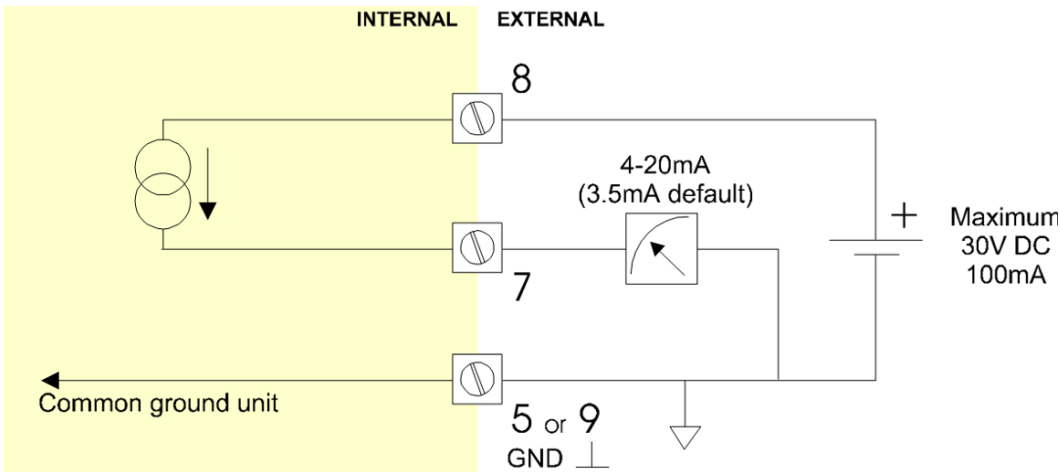 INTERNAL EXTERNAL
8
4-20mA
(3.5mA default)
+
Maximum
30V DC
100mA
7
Common ground unit
5 or 9
GND